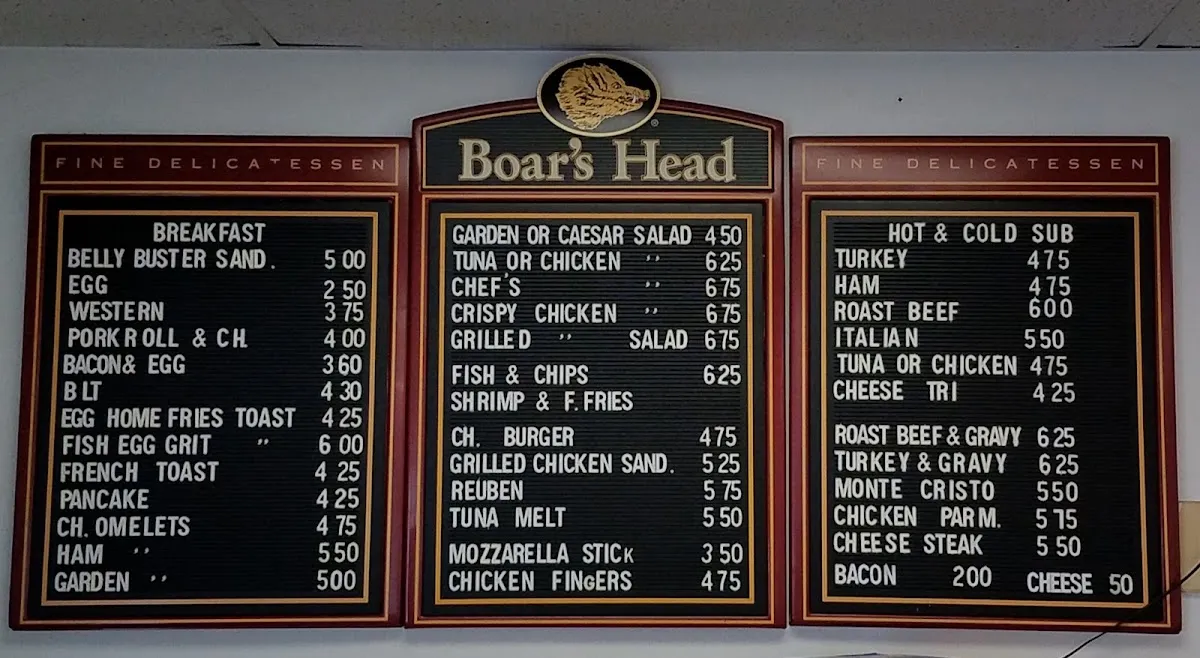 FINE DELICATESSEN
BREAKFAST
BELLY BUSTER SAND. 5 00
EGG 2 50
WESTERN 3 75
PORK ROLL & CH. 4 00
BACON& EGG 3 60
BLT 4 30
EGG HOME FRIES TOAST 4 25
FISH EGG GRIT " 6 00
FRENCH TOAST 4 25
PANCAKE 4 25
CH. OMELETS 4 75
HAM " 5 50
GARDEN " 5 00
Boar's Head
®
GARDEN OR CAESAR SALAD 4 50
TUNA OR CHICKEN " 6 25
CHEF'S " 6 75
CRISPY CHICKEN " 6 75
GRILLED " SALAD 6 75
FISH & CHIPS 6 25
SHRIMP & F. FRIES
CH. BURGER 4 75
GRILLED CHICKEN SAND. 5 25
REUBEN 5 75
TUNA MELT 5 50
MOZZARELLA STICK 3 50
CHICKEN FINGERS 4 75
FINE DELICATESSEN
HOT & COLD SUB
TURKEY 4 75
HAM 4 75
ROAST BEEF 6 00
ITALIAN 5 50
TUNA OR CHICKEN 4 75
CHEESE TRI 4 25
ROAST BEEF & GRAVY 6 25
TURKEY & GRAVY 6 25
MONTE CRISTO 5 50
CHICKEN PARM. 5 75
CHEESE STEAK 5 50
BACON 2 00 CHEESE 50